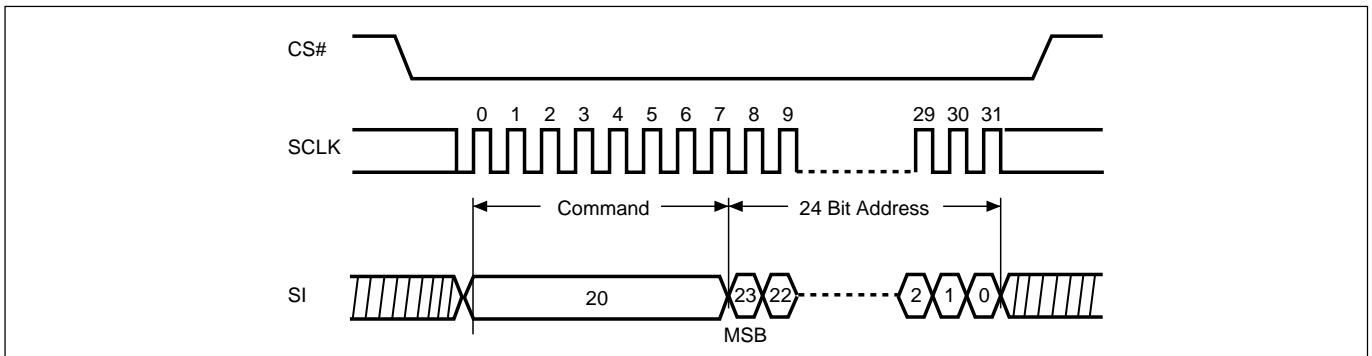 CS#
0 1 2 3 4 5 6 7 8 9 29 30 31
SCLK
Command 24 Bit Address
SI 20 23 22 2 1 0
MSB